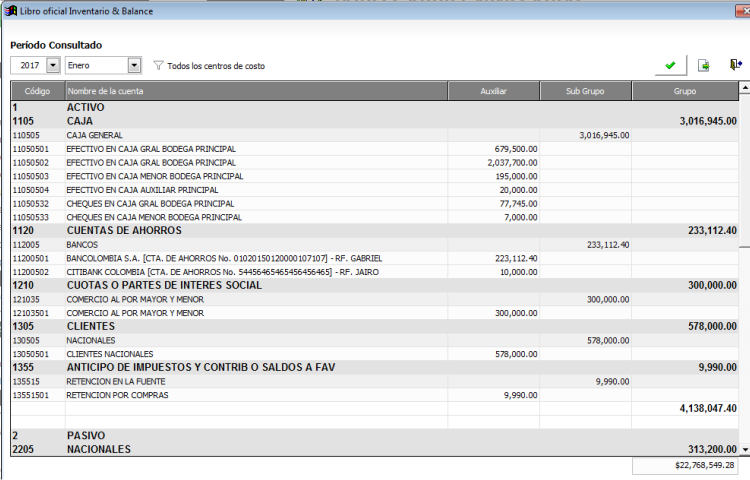 Libro oficial Inventario & Balance
Período Consultado
2017 Enero Todos los centros de costo
Código Nombre de la cuenta Auxiliar Sub Grupo Grupo
1 ACTIVO
1105 CAJA 3,016,945.00
110505 CAJA GENERAL 3,016,945.00
11050501 EFECTIVO EN CAJA GRAL BODEGA PRINCIPAL 679,500.00
11050502 EFECTIVO EN CAJA GRAL BODEGA PRINCIPAL 2,037,700.00
11050503 EFECTIVO EN CAJA MENOR BODEGA PRINCIPAL 195,000.00
11050504 EFECTIVO EN CAJA AUXILIAR PRINCIPAL 20,000.00
11050532 CHEQUES EN CAJA GRAL BODEGA PRINCIPAL 77,745.00
11050533 CHEQUES EN CAJA MENOR BODEGA PRINCIPAL 7,000.00
1120 CUENTAS DE AHORROS 233,112.40
112005 BANCOS 233,112.40
11200501 BANCOLOMBIA S.A. [CTA. DE AHORROS No. 01020150120000107107] - RF. GABRIEL 223,112.40
11200502 CITIBANK COLOMBIA [CTA. DE AHORROS No. 54456465465456456465] - RF. JAIRO 10,000.00
1210 CUOTAS O PARTES DE INTERES SOCIAL 300,000.00
121035 COMERCIO AL POR MAYOR Y MENOR 300,000.00
12103501 COMERCIO AL POR MAYOR Y MENOR 300,000.00
1305 CLIENTES 578,000.00
130505 NACIONALES 578,000.00
13050501 CLIENTES NACIONALES 578,000.00
1355 ANTICIPO DE IMPUESTOS Y CONTRIB O SALDOS A FAV 9,990.00
135515 RETENCION EN LA FUENTE 9,990.00
13551501 RETENCION POR COMPRAS 9,990.00
4,138,047.40
2 PASIVO
2205 NACIONALES 313,200.00
$22,768,549.28